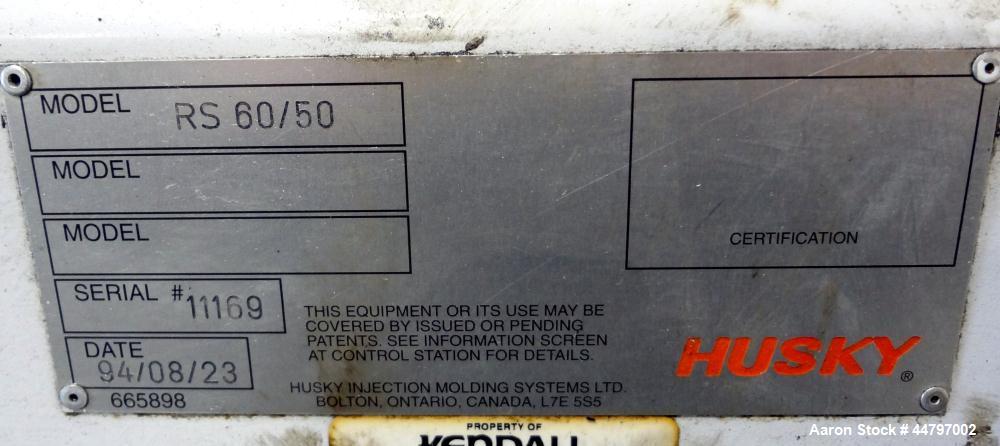 MODEL RS 60/50
MODEL
MODEL
SERIAL # 11169
DATE
94/08/23
665898
THIS EQUIPMENT OR ITS USE MAY BE
COVERED BY ISSUED OR PENDING
PATENTS. SEE INFORMATION SCREEN
AT CONTROL STATION FOR DETAILS.
HUSKY INJECTION MOLDING SYSTEMS LTD.
BOLTON, ONTARIO, CANADA, L7E 5S5
CERTIFICATION
HUSKY®
PROPERTY OF
KENDALL
Aaron Stock # 44797002